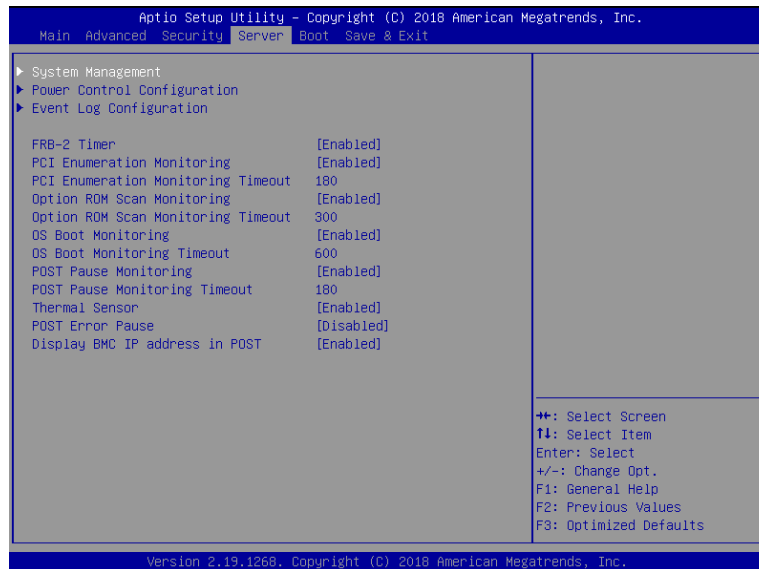 Aptio Setup Utility – Copyright (C) 2018 American Megatrends, Inc.
Main Advanced Security Server Boot Save & Exit
▶ System Management
▶ Power Control Configuration
▶ Event Log Configuration
FRB-2 Timer [Enabled]
PCI Enumeration Monitoring [Enabled]
PCI Enumeration Monitoring Timeout 180
Option ROM Scan Monitoring [Enabled]
Option ROM Scan Monitoring Timeout 300
OS Boot Monitoring [Enabled]
OS Boot Monitoring Timeout 600
POST Pause Monitoring [Enabled]
POST Pause Monitoring Timeout 180
Thermal Sensor [Enabled]
POST Error Pause [Disabled]
Display BMC IP address in POST [Enabled]
→←: Select Screen
↑↓: Select Item
Enter: Select
+/-: Change Opt.
F1: General Help
F2: Previous Values
F3: Optimized Defaults
Version 2.19.1268. Copyright (C) 2018 American Megatrends, Inc.